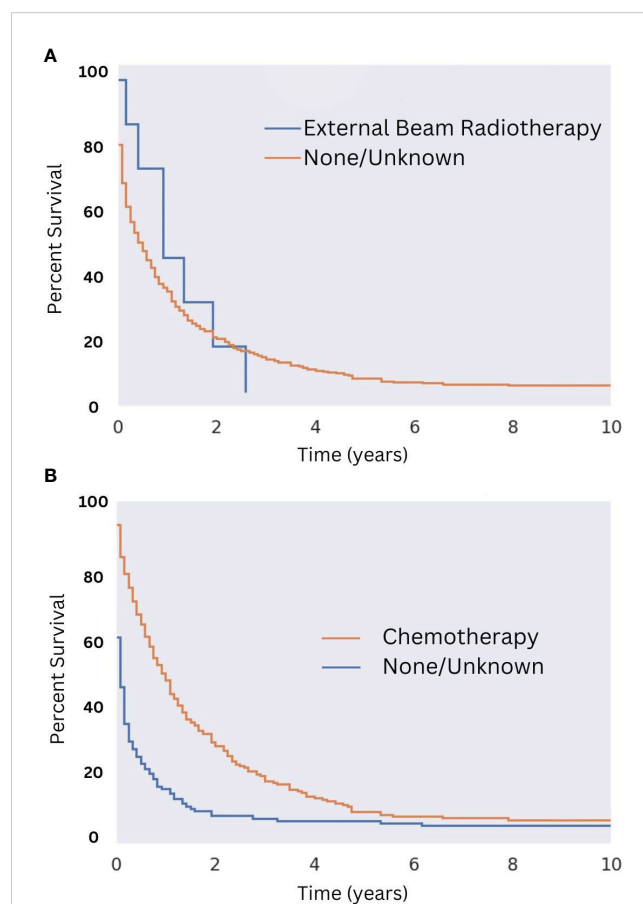 A
100
80
60
40
20
0
Percent Survival
External Beam Radiotherapy
None/Unknown
0 2 4 6 8 10
Time (years)
B
100
80
60
40
20
0
Percent Survival
Chemotherapy
None/Unknown
0 2 4 6 8 10
Time (years)